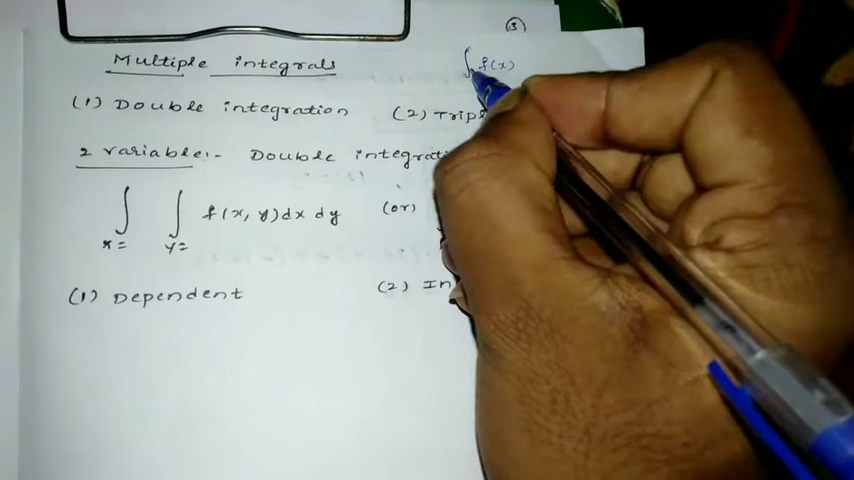 (3)
Multiple integrals
∫ f(x)
(1) Double integration (2) Trip
2 variable:- Double integrati
∫ ∫ f(x, y) dx dy (or)
x= y=
(1) Dependent (2) In